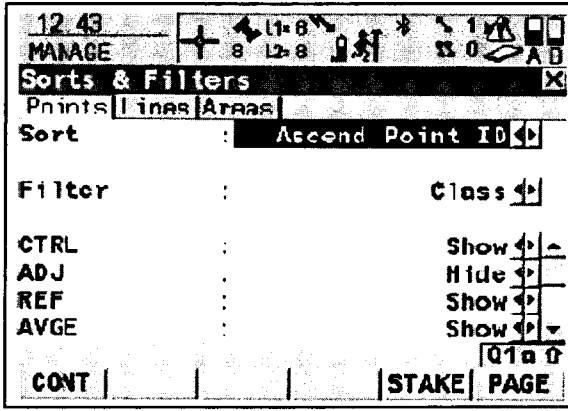 12 43
L1= 8
1
MANAGE
8 L2= 8
0
A D
Sorts & Filters
Points Lines Areas
Sort : Ascend Point ID
Filter : Class
CTRL : Show
ADJ : Hide
REF : Show
AVGE : Show
Q1a
CONT STAKE PAGE